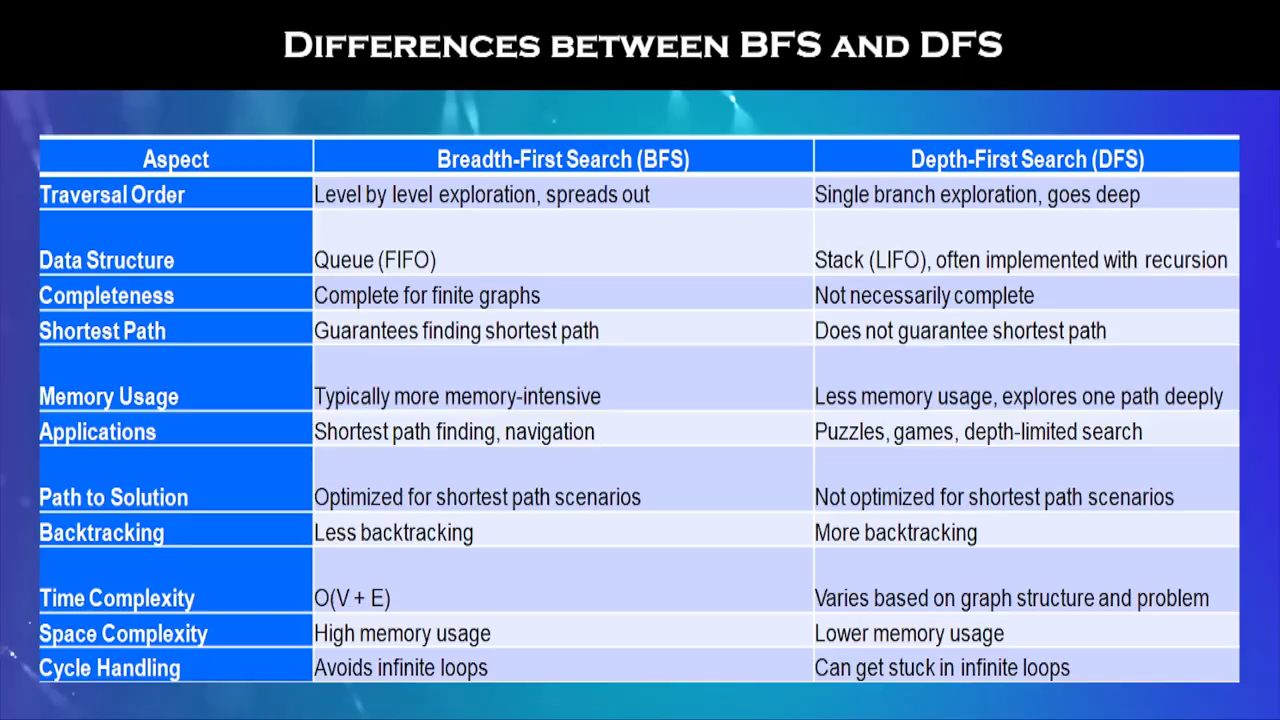 DIFFERENCES BETWEEN BFS AND DFS
Aspect Breadth-First Search (BFS) Depth-First Search (DFS)
Traversal Order Level by level exploration, spreads out Single branch exploration, goes deep
Data Structure Queue (FIFO) Stack (LIFO), often implemented with recursion
Completeness Complete for finite graphs Not necessarily complete
Shortest Path Guarantees finding shortest path Does not guarantee shortest path
Memory Usage Typically more memory-intensive Less memory usage, explores one path deeply
Applications Shortest path finding, navigation Puzzles, games, depth-limited search
Path to Solution Optimized for shortest path scenarios Not optimized for shortest path scenarios
Backtracking Less backtracking More backtracking
Time Complexity O(V + E) Varies based on graph structure and problem
Space Complexity High memory usage Lower memory usage
Cycle Handling Avoids infinite loops Can get stuck in infinite loops